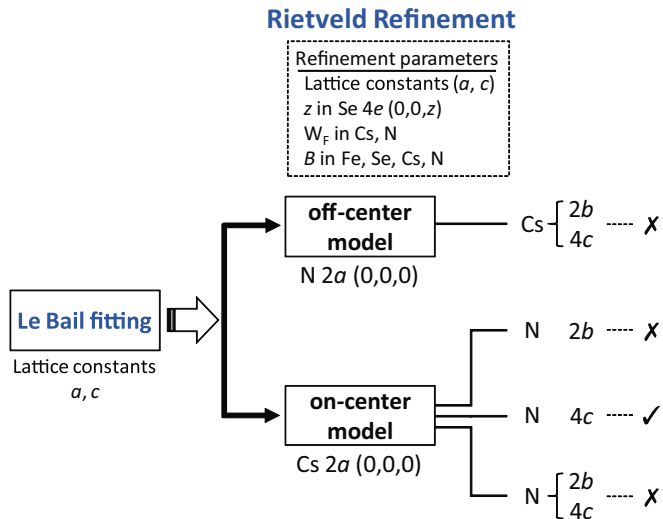 Rietveld Refinement
Refinement parameters
Lattice constants (a, c)
z in Se 4e (0,0,z)
W_F in Cs, N
B in Fe, Se, Cs, N
off-center
model
N 2a (0,0,0)
Cs { 2b ----- ✗
4c
Le Bail fitting
Lattice constants
a, c
N 2b ----- ✗
on-center
model
Cs 2a (0,0,0)
N 4c ----- ✓
N { 2b ----- ✗
4c